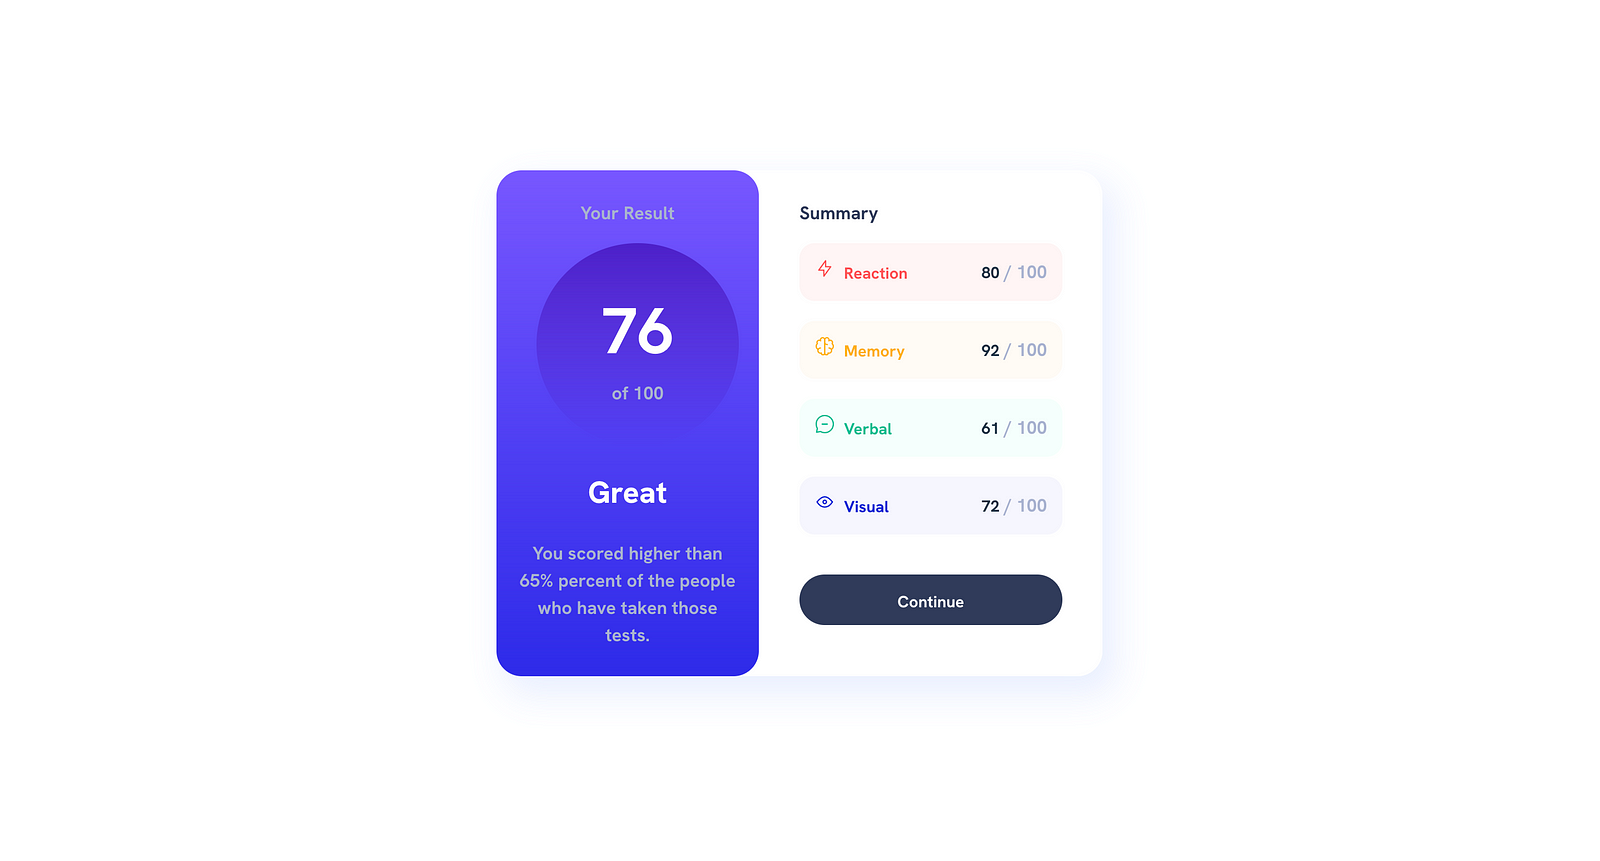 Your Result
76
of 100
Great
You scored higher than
65% percent of the people
who have taken those
tests.
Summary
Reaction 80 / 100
Memory 92 / 100
Verbal 61 / 100
Visual 72 / 100
Continue